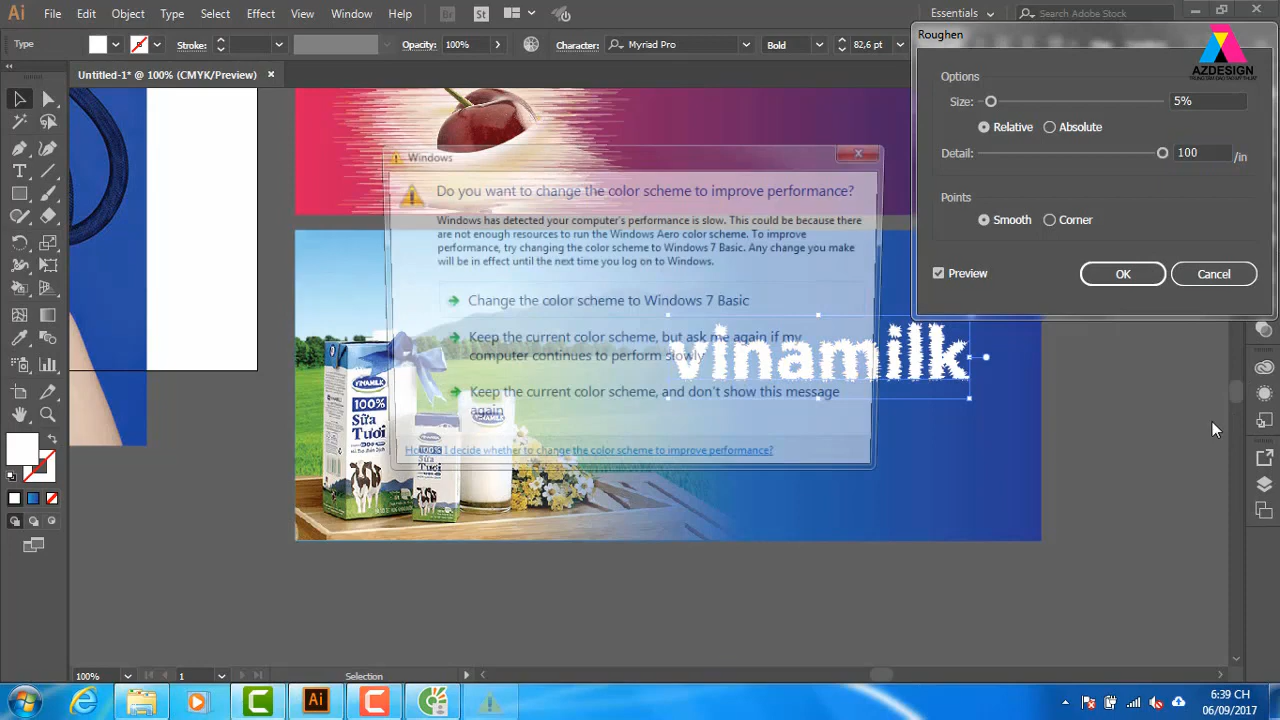 Ai File Edit Object Type Select Effect View Window Help Br St Essentials Search Adobe Stock
Type Stroke: Opacity: 100% Character: Myriad Pro Bold 82,6 pt
Untitled-1* @ 100% (CMYK/Preview)
Roughen
AZDESIGN
Options
Size: 5%
Relative Absolute
Detail: 100 /in
Points
Smooth Corner
Preview OK Cancel
Windows
Do you want to change the color scheme to improve performance?
Windows has detected your computer's performance is slow. This could be because there
are not enough resources to run the Windows Aero color scheme. To improve
performance, try changing the color scheme to Windows 7 Basic. Any change you make
will be in effect until the next time you log on to Windows.
Change the color scheme to Windows 7 Basic
Keep the current color scheme, but ask me again if my
computer continues to perform slowly
Keep the current color scheme, and don't show this message
again
I decide whether to change the color scheme to improve performance?
vinamilk
VINAMILK
100%
Sữa
Tươi
VINAMILK
100%
Sữa
Tươi
100% 1 Selection
Ai
6:39 CH
06/09/2017